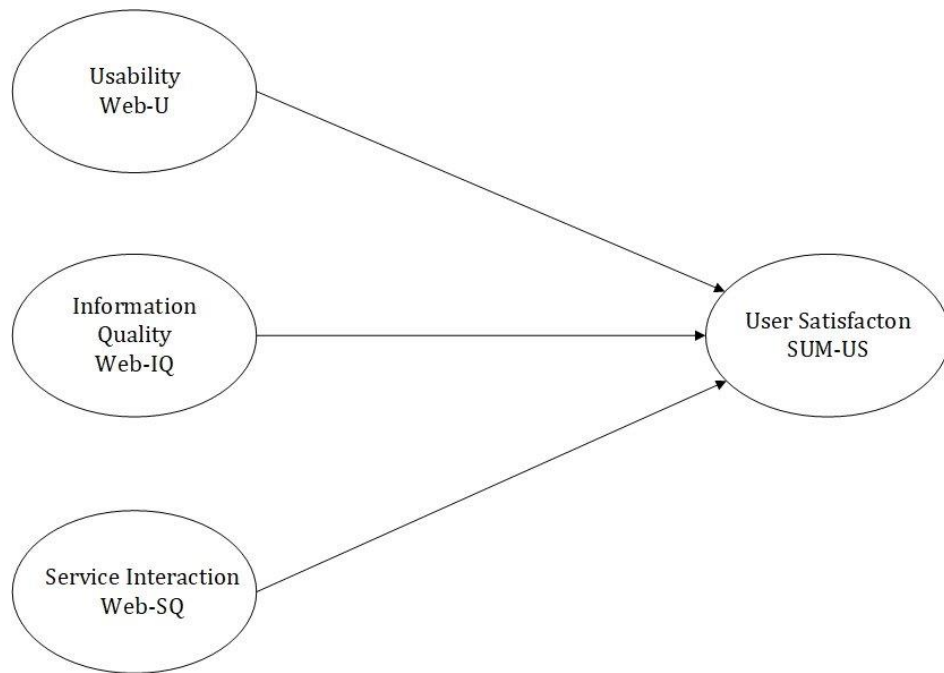 Usability
Web-U
Information
Quality
Web-IQ
User Satisfacton
SUM-US
Service Interaction
Web-SQ